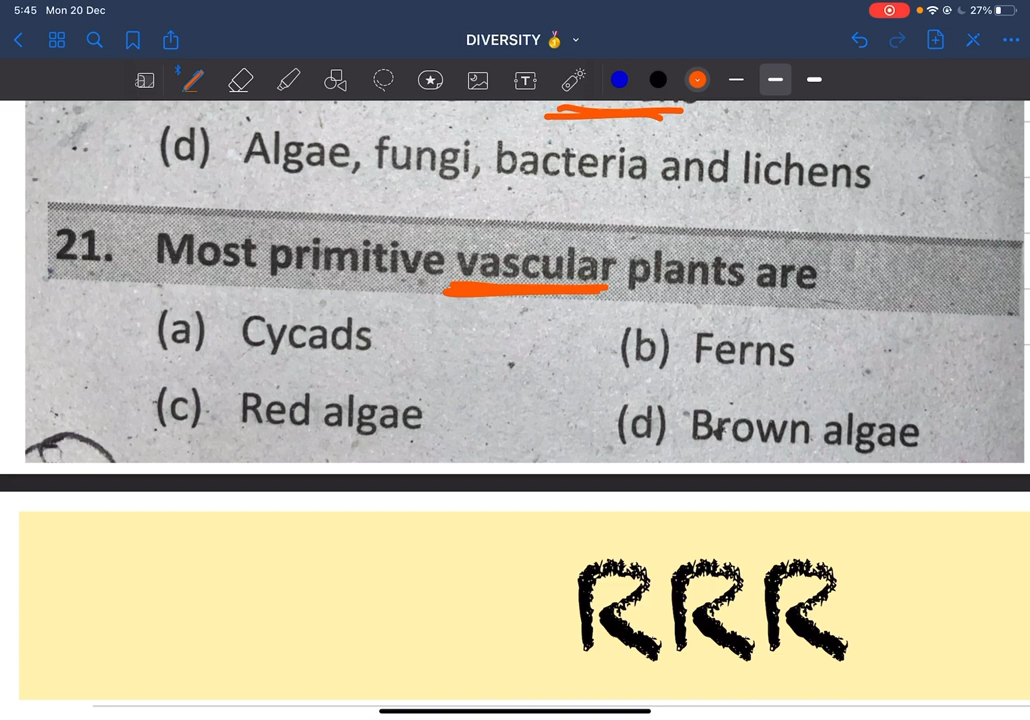 5:45 Mon 20 Dec
27%
DIVERSITY
(d) Algae, fungi, bacteria and lichens
21. Most primitive vascular plants are
(a) Cycads (b) Ferns
(c) Red algae (d) Brown algae
RRR